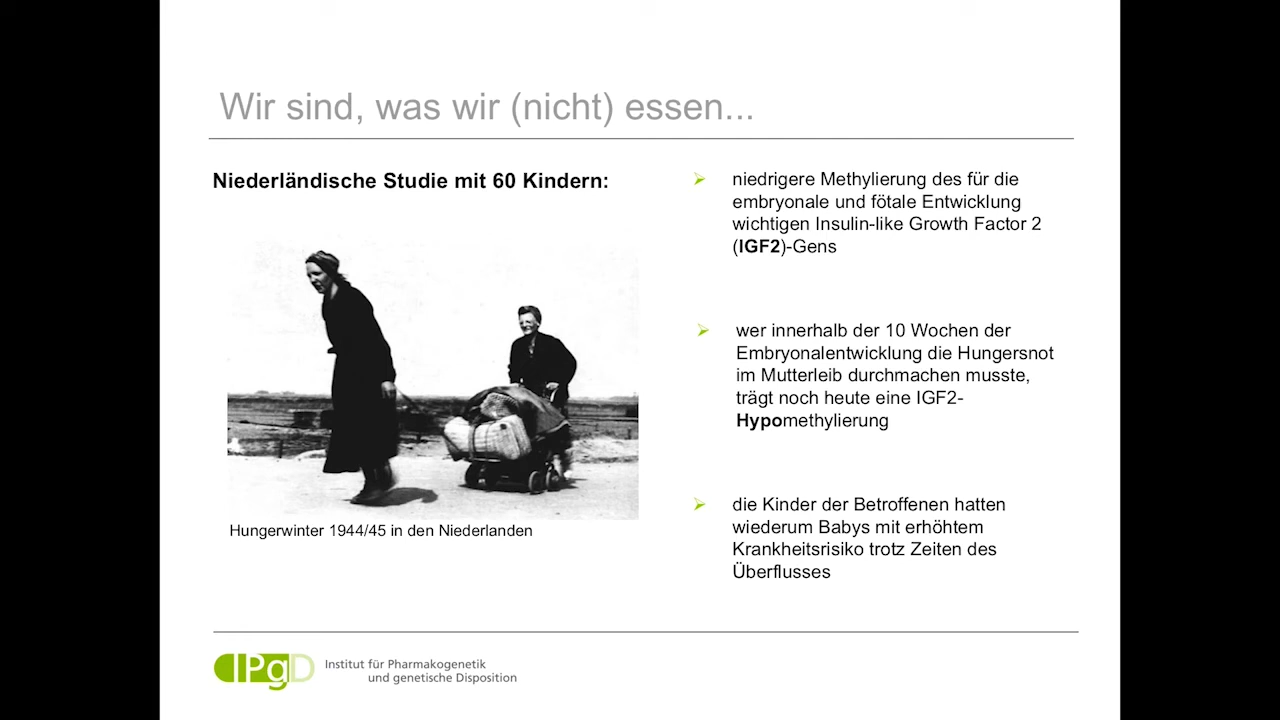 Wir sind, was wir (nicht) essen...
Niederländische Studie mit 60 Kindern:
Hungerwinter 1944/45 in den Niederlanden
niedrigere Methylierung des für die
embryonale und fötale Entwicklung
wichtigen Insulin-like Growth Factor 2
(IGF2)-Gens
wer innerhalb der 10 Wochen der
Embryonalentwicklung die Hungersnot
im Mutterleib durchmachen musste,
trägt noch heute eine IGF2-
Hypomethylierung
die Kinder der Betroffenen hatten
wiederum Babys mit erhöhtem
Krankheitsrisiko trotz Zeiten des
Überflusses
IPgD
Institut für Pharmakogenetik
und genetische Disposition